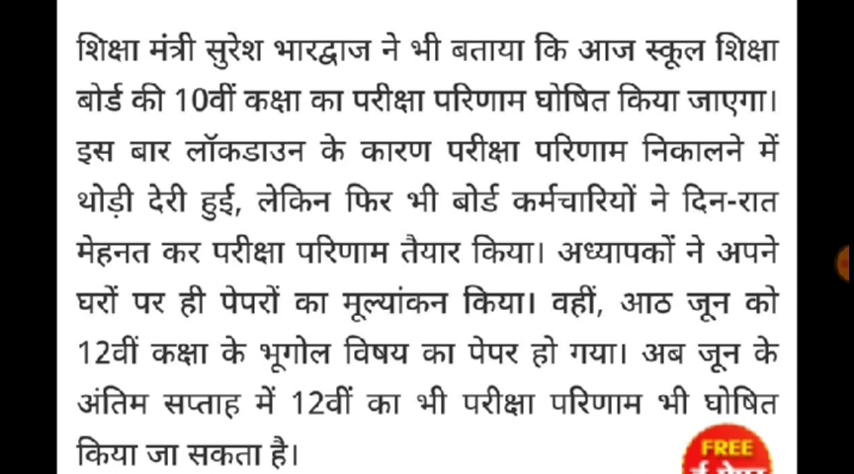 शिक्षा मंत्री सुरेश भारद्वाज ने भी बताया कि आज स्कूल शिक्षा
बोर्ड की 10वीं कक्षा का परीक्षा परिणाम घोषित किया जाएगा।
इस बार लॉकडाउन के कारण परीक्षा परिणाम निकालने में
थोड़ी देरी हुई, लेकिन फिर भी बोर्ड कर्मचारियों ने दिन-रात
मेहनत कर परीक्षा परिणाम तैयार किया। अध्यापकों ने अपने
घरों पर ही पेपरों का मूल्यांकन किया। वहीं, आठ जून को
12वीं कक्षा के भूगोल विषय का पेपर हो गया। अब जून के
अंतिम सप्ताह में 12वीं का भी परीक्षा परिणाम भी घोषित
किया जा सकता है।
FREE